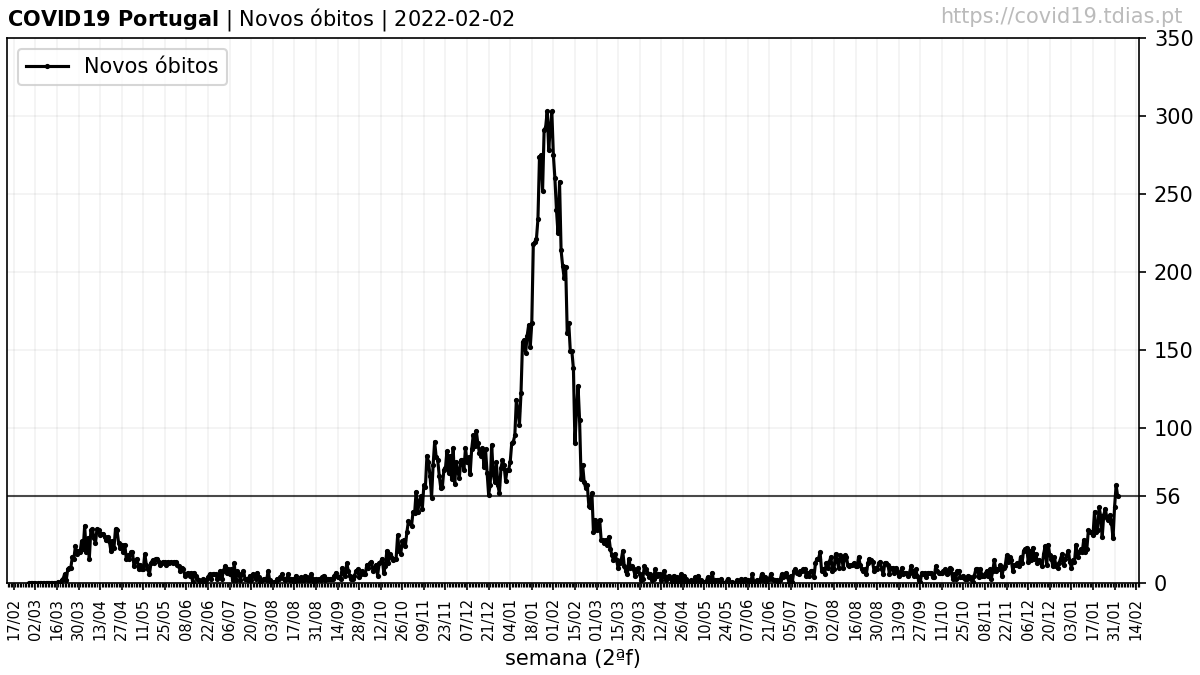 COVID19 Portugal | Novos óbitos | 2022-02-02
https://covid19.tdias.pt
Novos óbitos
350
300
250
200
150
100
56
0
17/02 02/03 16/03 30/03 13/04 27/04 11/05 25/05 08/06 22/06 06/07 20/07 03/08 17/08 31/08 14/09 28/09 12/10 26/10 09/11 23/11 07/12 21/12 04/01 18/01 01/02 15/02 01/03 15/03 29/03 12/04 26/04 10/05 24/05 07/06 21/06 05/07 19/07 02/08 16/08 30/08 13/09 27/09 11/10 25/10 08/11 22/11 06/12 20/12 03/01 17/01 31/01 14/02
semana (2ªf)